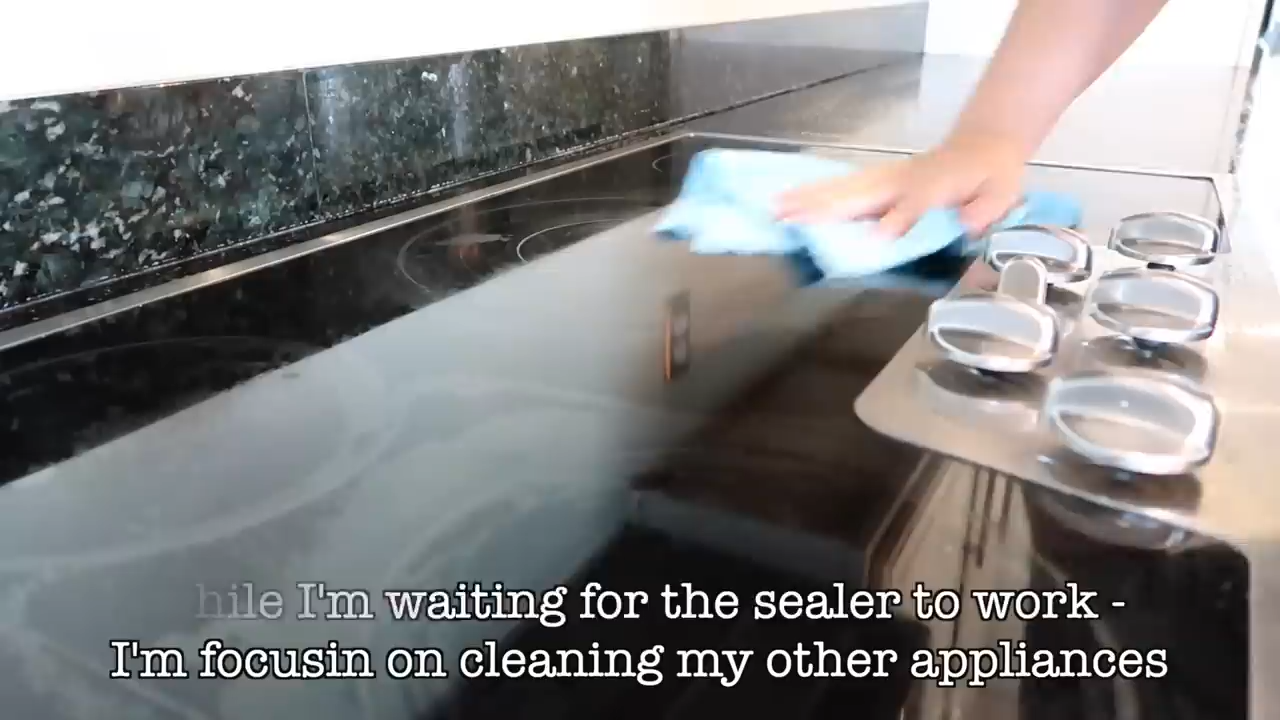 hile I'm waiting for the sealer to work -
I'm focusin on cleaning my other appliances